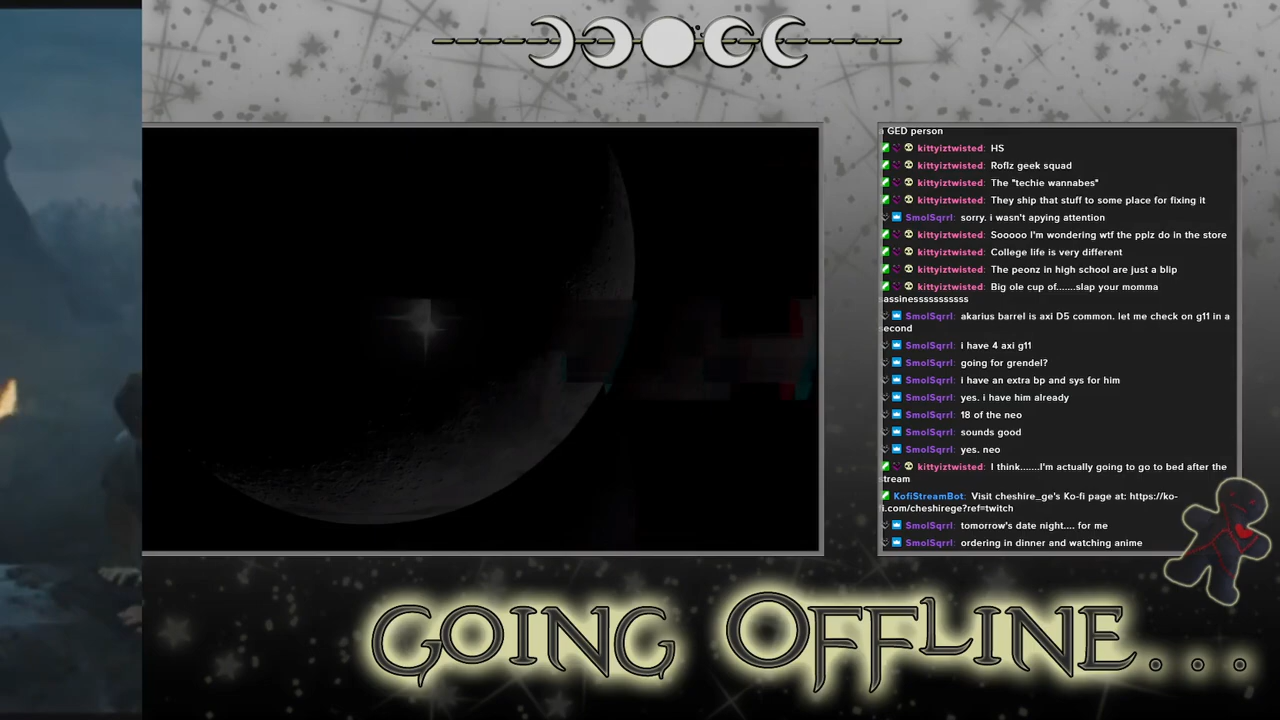 a GED person
kittyiztwisted: HS
kittyiztwisted: Roflz geek squad
kittyiztwisted: The "techie wannabes"
kittyiztwisted: They ship that stuff to some place for fixing it
SmolSqrrl: sorry. i wasn't apying attention
kittyiztwisted: Sooooo I'm wondering wtf the pplz do in the store
kittyiztwisted: College life is very different
kittyiztwisted: The peonz in high school are just a blip
kittyiztwisted: Big ole cup of.......slap your momma
sassinesssssssssss
SmolSqrrl: akarius barrel is axi D5 common. let me check on g11 in a
second
SmolSqrrl: i have 4 axi g11
SmolSqrrl: going for grendel?
SmolSqrrl: i have an extra bp and sys for him
SmolSqrrl: yes. i have him already
SmolSqrrl: 18 of the neo
SmolSqrrl: sounds good
SmolSqrrl: yes. neo
kittyiztwisted: I think.......I'm actually going to go to bed after the
stream
KofiStreamBot: Visit cheshire_ge's Ko-fi page at: https://ko-
fi.com/cheshirege?ref=twitch
SmolSqrrl: tomorrow's date night.... for me
SmolSqrrl: ordering in dinner and watching anime
GOING OFFLINE...